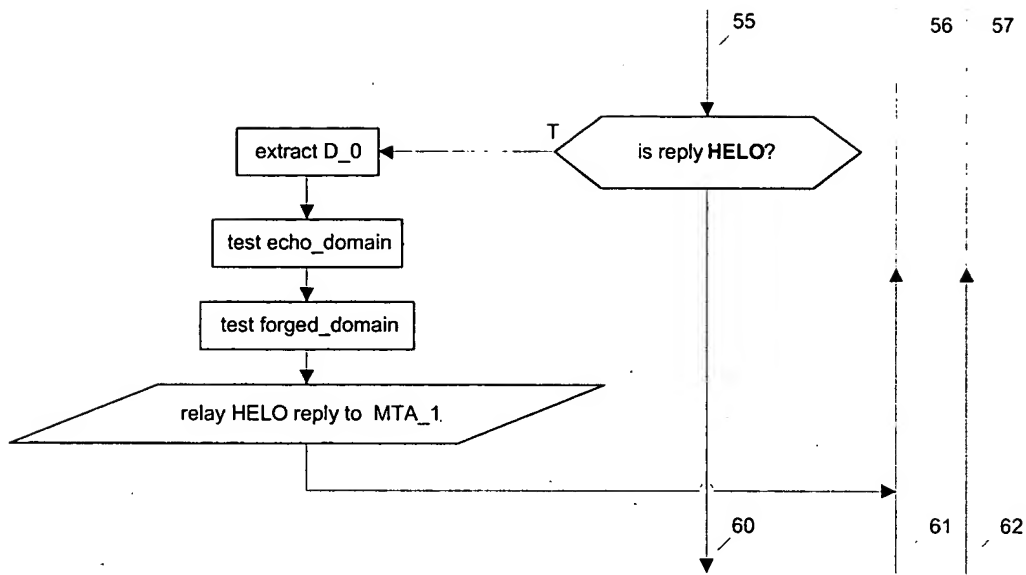 55
56
57
T
extract D_0
is reply HELO?
test echo_domain
test forged_domain
relay HELO reply to MTA_1
60
61
62